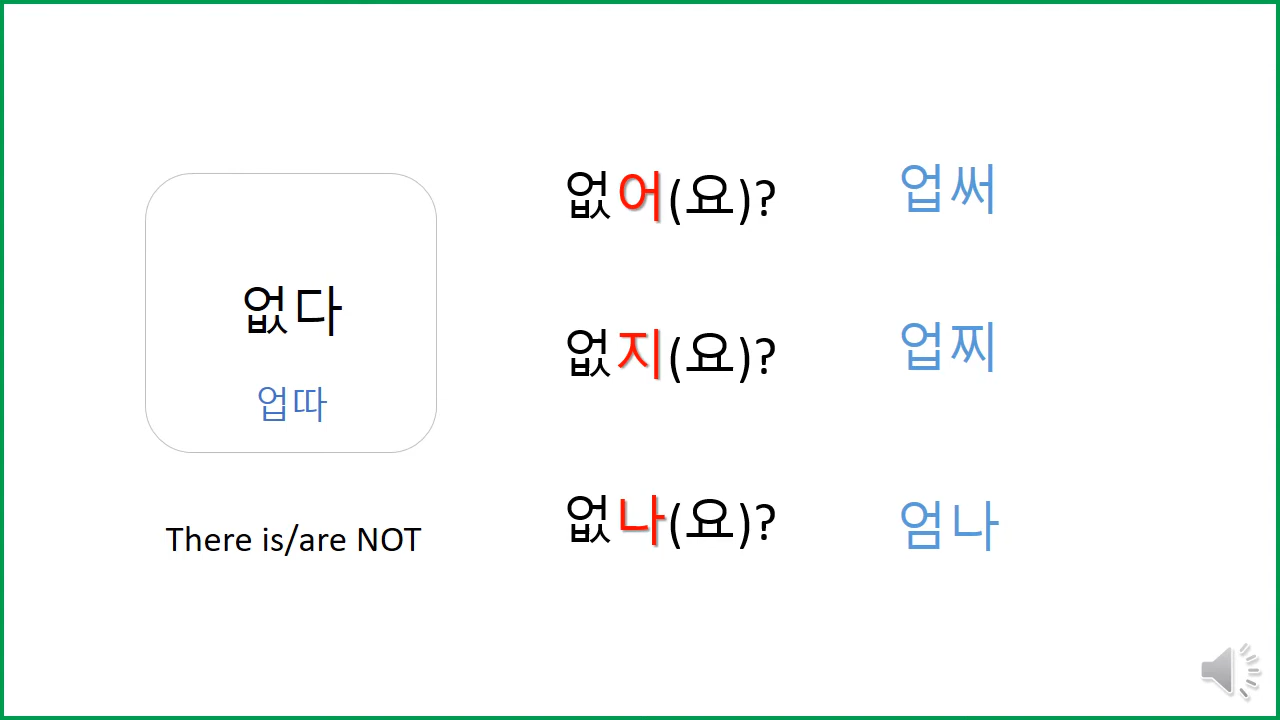 없다
업따
There is/are NOT
없어(요)?
업써
없지(요)?
업찌
없나(요)?
엄나